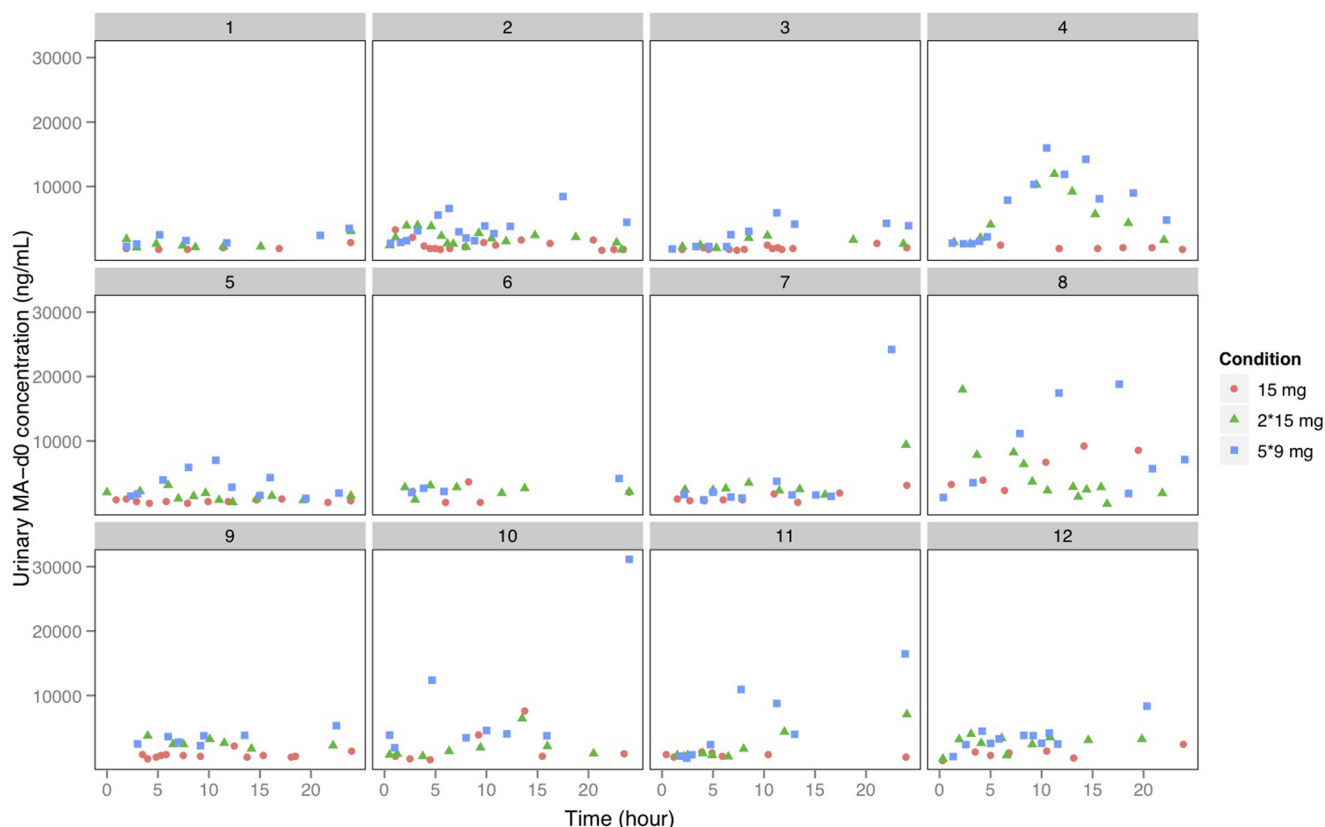 1 2 3 4
30000
20000
10000
5 6 7 8
30000
20000
10000
9 10 11 12
30000
20000
10000
0 5 10 15 20 0 5 10 15 20 0 5 10 15 20 0 5 10 15 20
Time (hour)
Urinary MA−d0 concentration (ng/mL)
Condition
15 mg
2*15 mg
5*9 mg